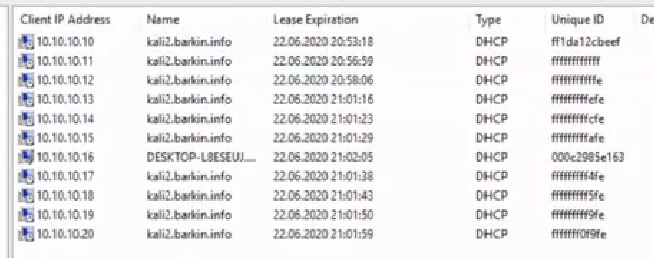 Client IP Address Name Lease Expiration Type Unique ID De
10.10.10.10 kali2.barkin.info 22.06.2020 20:53:18 DHCP ff1da12cbeef
10.10.10.11 kali2.barkin.info 22.06.2020 20:56:59 DHCP ffffffffffff
10.10.10.12 kali2.barkin.info 22.06.2020 20:58:06 DHCP fffffffffffe
10.10.10.13 kali2.barkin.info 22.06.2020 21:01:16 DHCP fffffffffefe
10.10.10.14 kali2.barkin.info 22.06.2020 21:01:23 DHCP fffffffffcfe
10.10.10.15 kali2.barkin.info 22.06.2020 21:01:29 DHCP fffffffffafe
10.10.10.16 DESKTOP-L8ESEUJ.... 22.06.2020 21:02:05 DHCP 000c2985e163
10.10.10.17 kali2.barkin.info 22.06.2020 21:01:38 DHCP fffffffff4fe
10.10.10.18 kali2.barkin.info 22.06.2020 21:01:43 DHCP fffffffff5fe
10.10.10.19 kali2.barkin.info 22.06.2020 21:01:50 DHCP fffffffff9fe
10.10.10.20 kali2.barkin.info 22.06.2020 21:01:59 DHCP ffffffff0f9fe